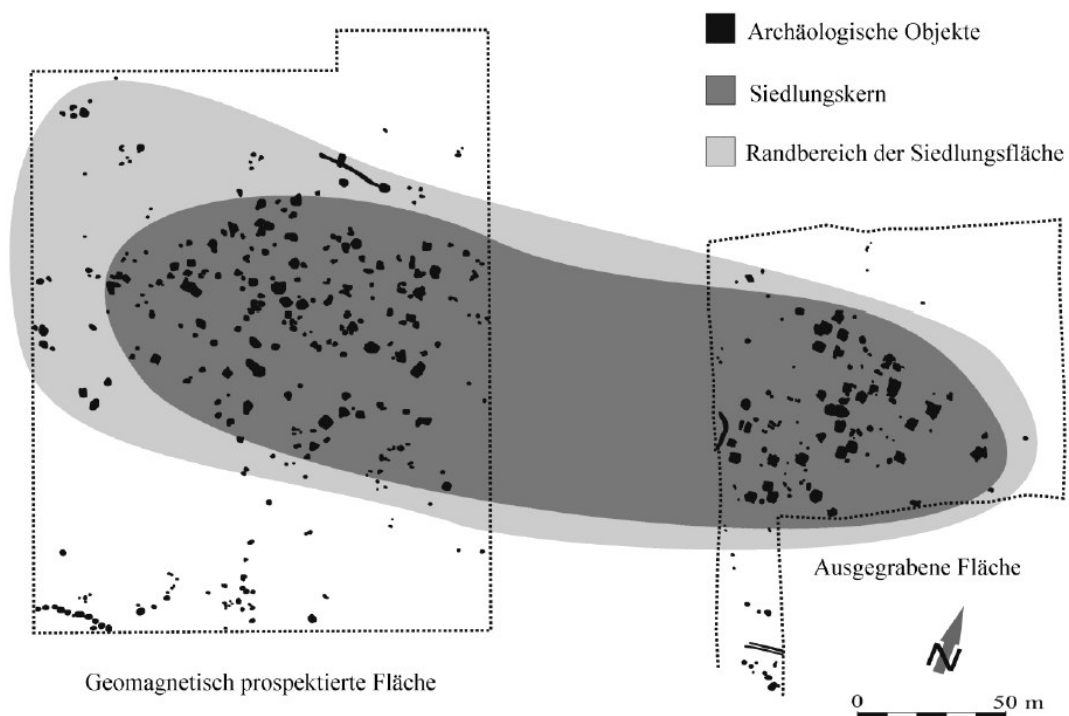 Archäologische Objekte
Siedlungskern
Randbereich der Siedlungsfläche
Ausgegrabene Fläche
Geomagnetisch prospektierte Fläche
N
0 50 m